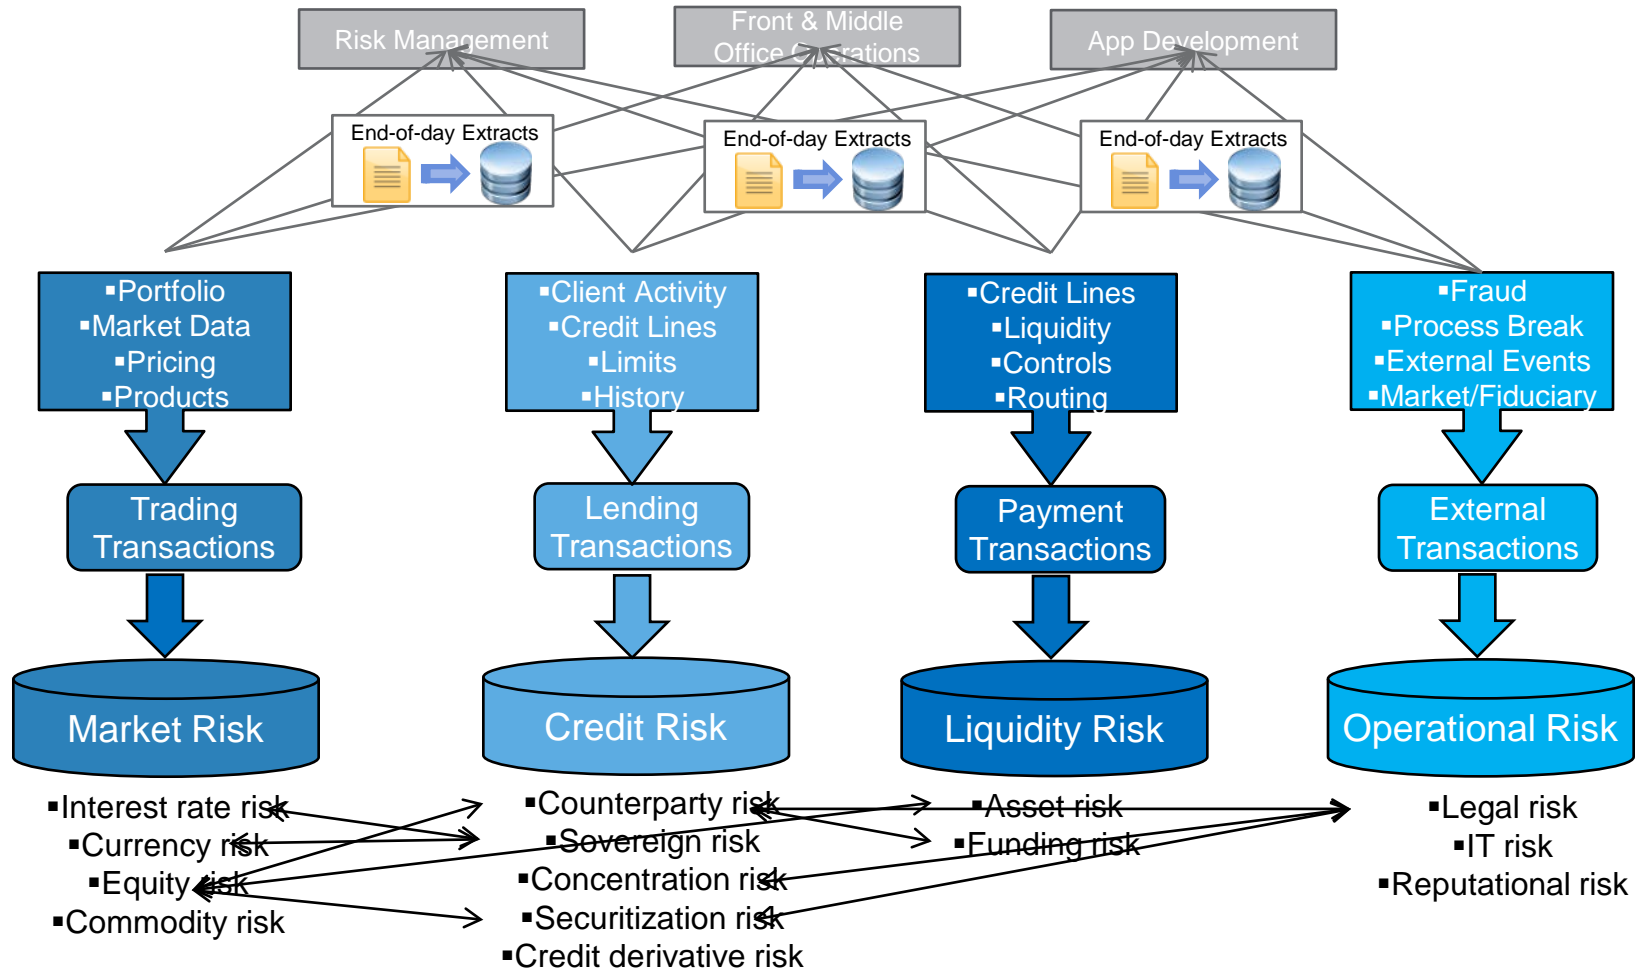 Risk Management
Front & Middle
Office Operations
App Development
End-of-day Extracts
End-of-day Extracts
End-of-day Extracts
▪Portfolio
▪Market Data
▪Pricing
▪Products
▪Client Activity
▪Credit Lines
▪Limits
▪History
▪Credit Lines
▪Liquidity
▪Controls
▪Routing
▪Fraud
▪Process Break
▪External Events
▪Market/Fiduciary
Trading
Transactions
Lending
Transactions
Payment
Transactions
External
Transactions
Market Risk
Credit Risk
Liquidity Risk
Operational Risk
▪Interest rate risk
▪Currency risk
▪Equity risk
▪Commodity risk
▪Counterparty risk
▪Sovereign risk
▪Concentration risk
▪Securitization risk
▪Credit derivative risk
▪Asset risk
▪Funding risk
▪Legal risk
▪IT risk
▪Reputational risk